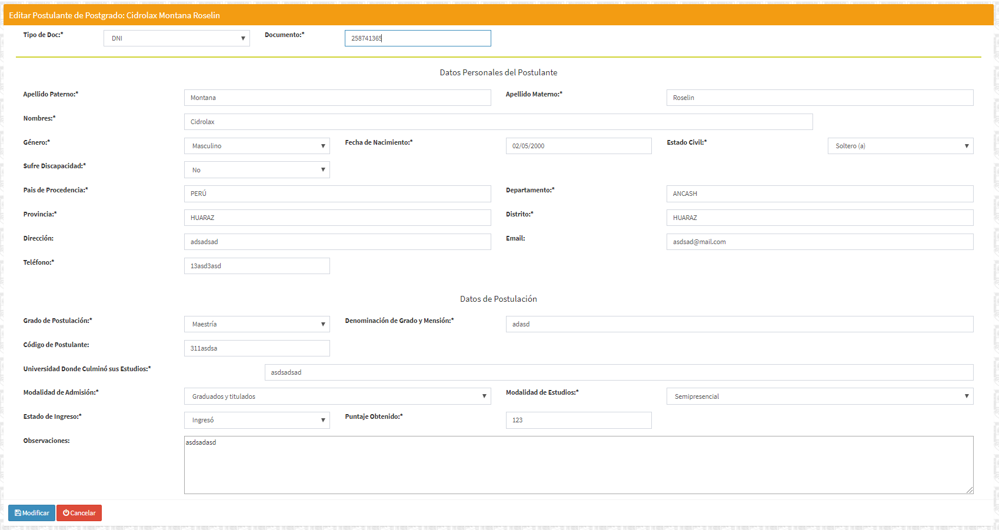 Editar Postulante de Postgrado: Cidrolax Montana Roselin
Tipo de Doc:* DNI Documento:* 258741365
Datos Personales del Postulante
Apellido Paterno:* Montana Apellido Materno:* Roselin
Nombres:* Cidrolax
Género:* Masculino Fecha de Nacimiento:* 02/05/2000 Estado Civil:* Soltero (a)
Sufre Discapacidad:* No
Pais de Procedencia:* PERÚ Departamento:* ANCASH
Provincia:* HUARAZ Distrito:* HUARAZ
Dirección: adsadsad Email: asdsad@mail.com
Teléfono:* 13asd3asd
Datos de Postulación
Grado de Postulación:* Maestría Denominación de Grado y Mensión:* adasd
Código de Postulante: 311asdsa
Universidad Donde Culminó sus Estudios:* asdsadsad
Modalidad de Admisión:* Graduados y titulados Modalidad de Estudios:* Semipresencial
Estado de Ingreso:* Ingresó Puntaje Obtenido:* 123
Observaciones: asdsadasd
Modificar Cancelar